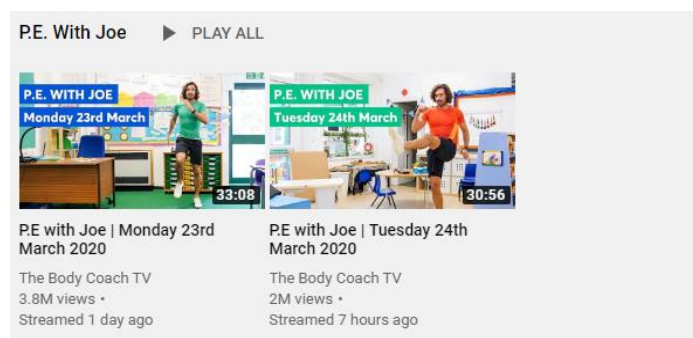 P.E. With Joe ▶ PLAY ALL
P.E. WITH JOE
Monday 23rd March
33:08
P.E with Joe | Monday 23rd
March 2020
The Body Coach TV
3.8M views •
Streamed 1 day ago
P.E. WITH JOE
Tuesday 24th March
30:56
P.E with Joe | Tuesday 24th
March 2020
The Body Coach TV
2M views •
Streamed 7 hours ago